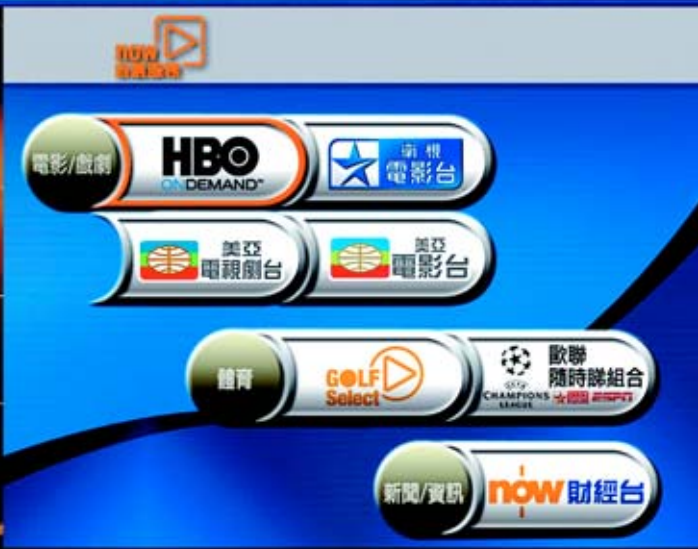 now
電影/戲劇
HBO
ONDEMAND™
衛視
電影台
美亞
電視劇台
美亞
電影台
體育
GOLF
Select
UEFA
CHAMPIONS
LEAGUE
歐聯
隨時睇組合
ESPN
新聞/資訊
now 財經台